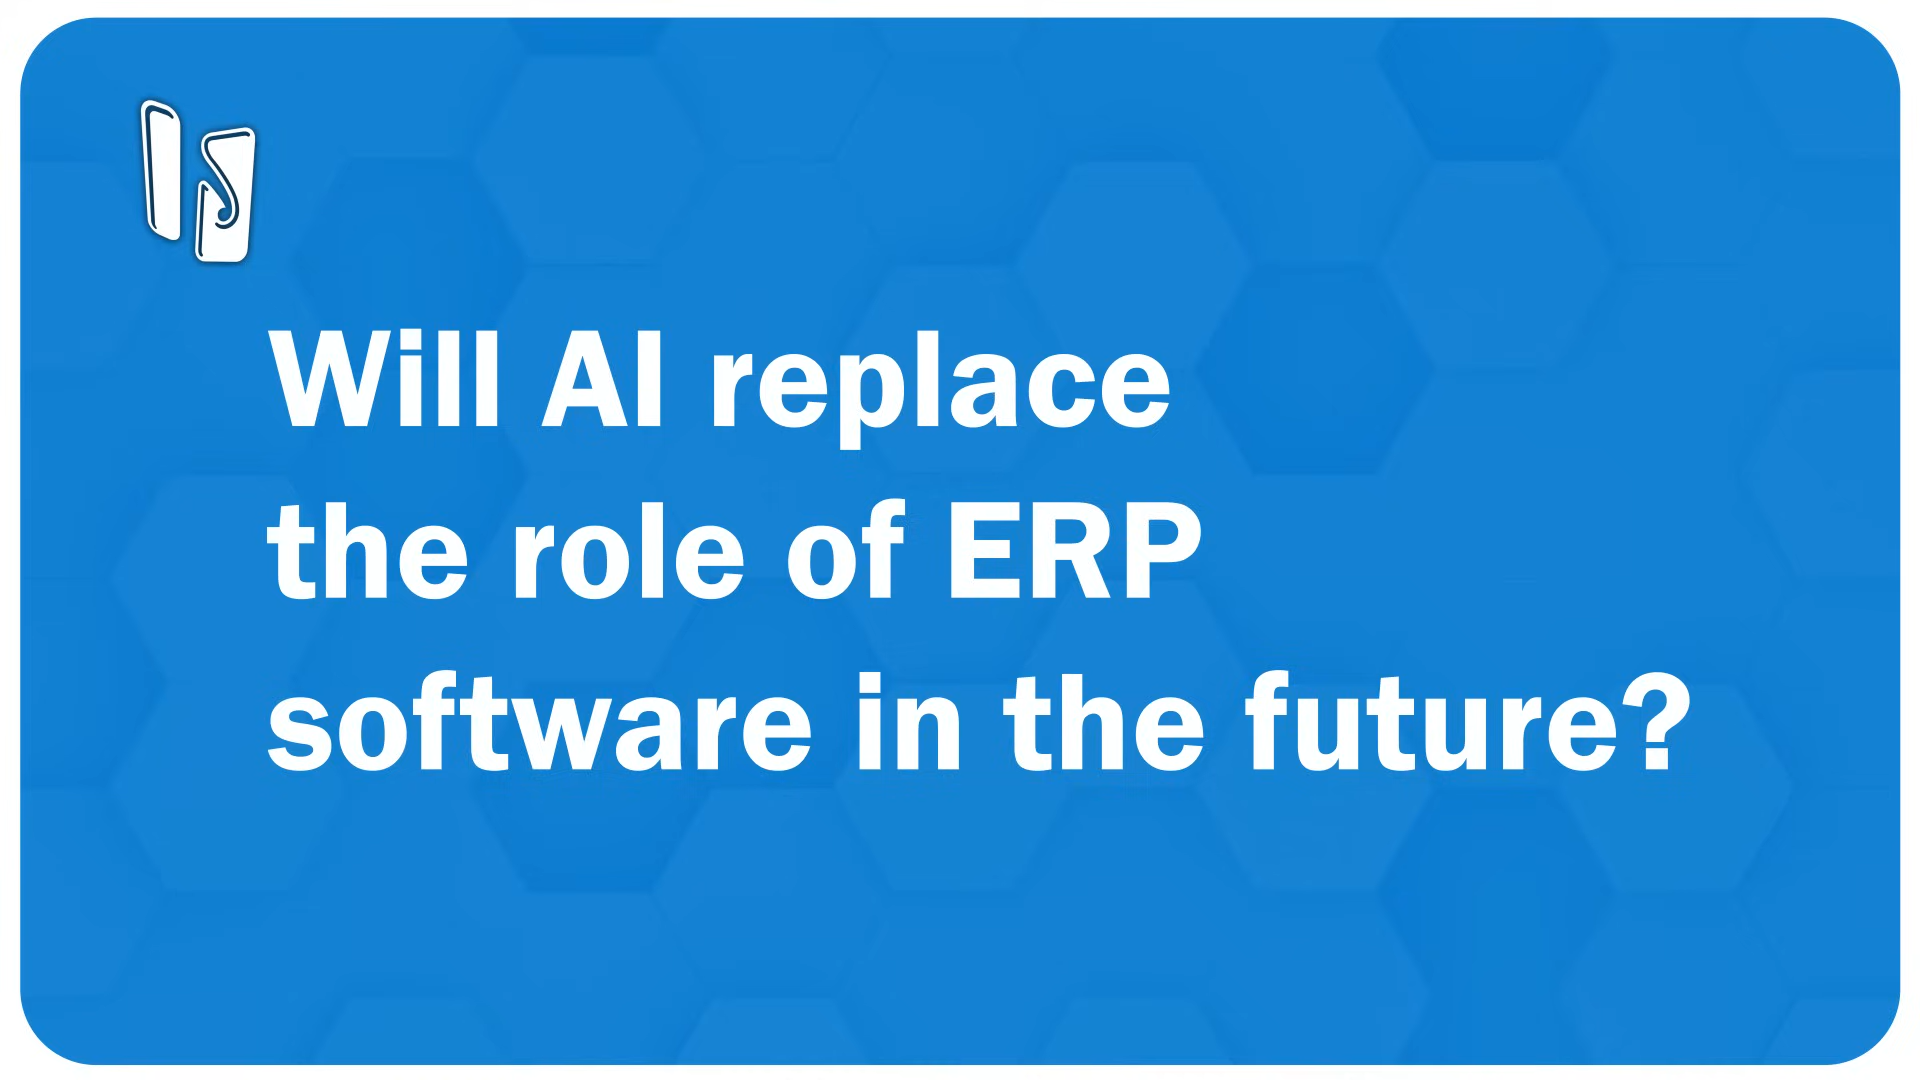 Will AI replace
the role of ERP
software in the future?